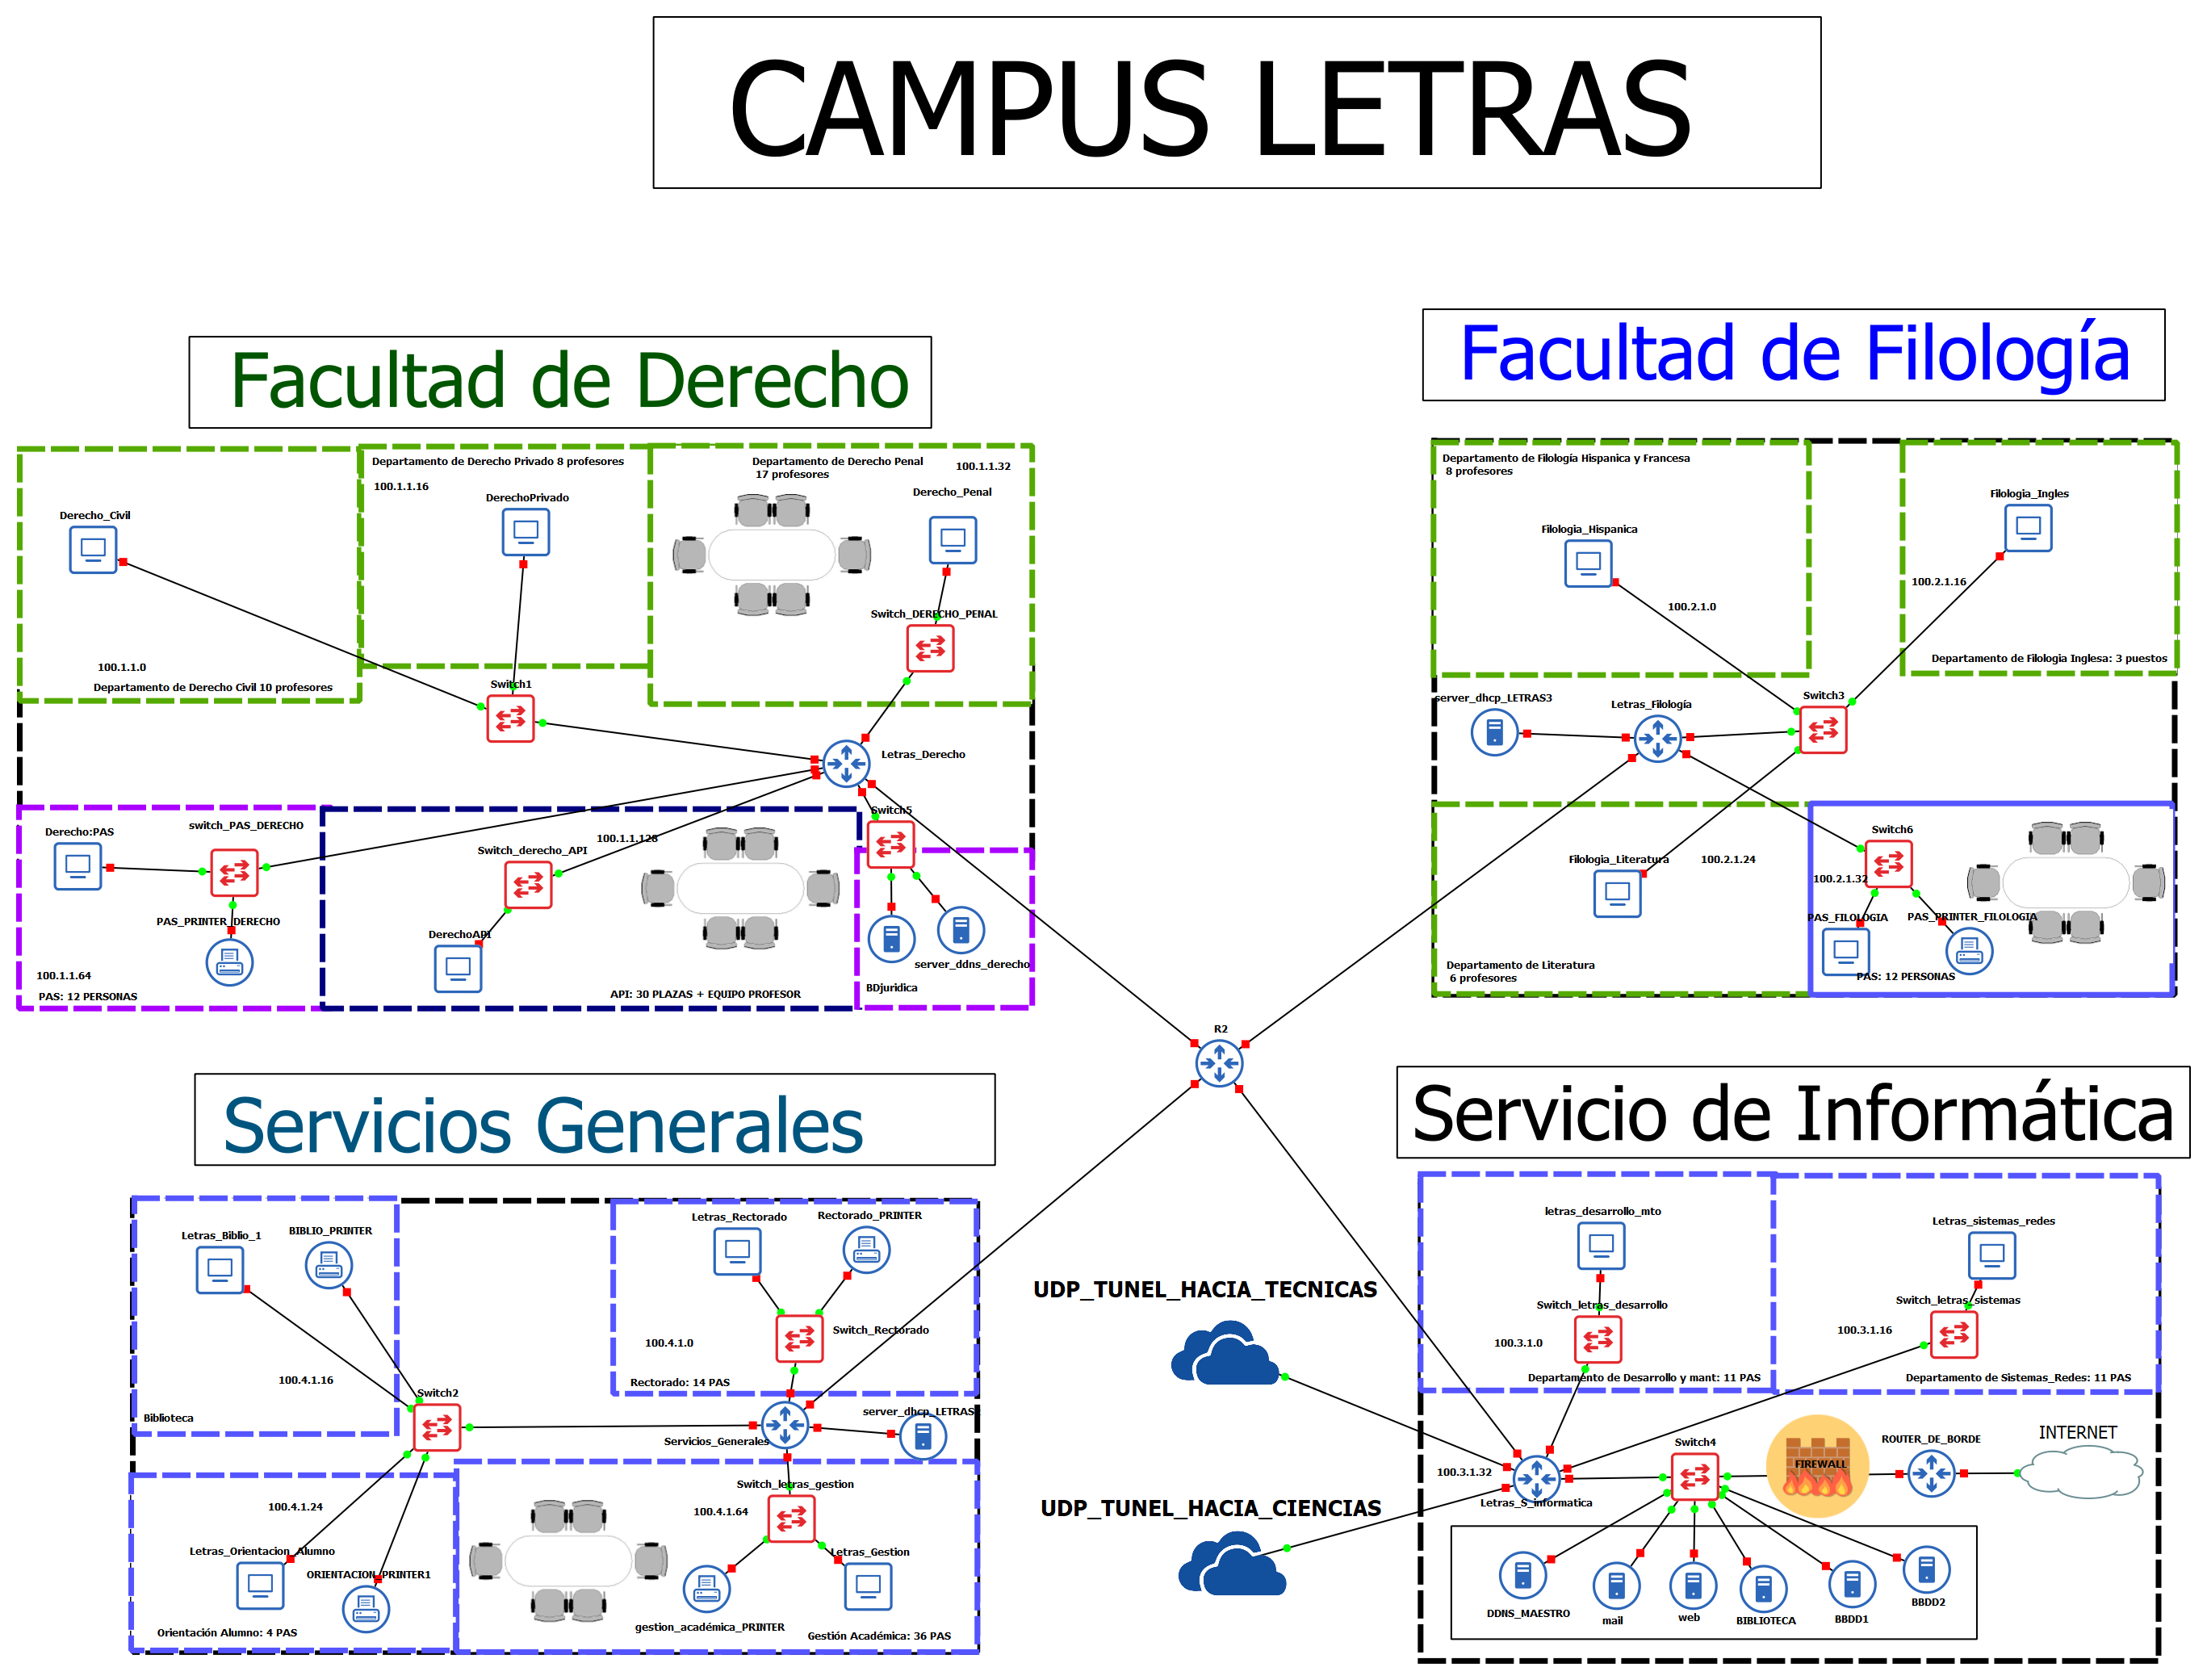 CAMPUS LETRAS
Facultad de Derecho
Departamento de Derecho Privado 8 profesores
100.1.1.16
DerechoPrivado
Departamento de Derecho Penal
17 profesores
100.1.1.32
Derecho_Penal
Derecho_Civil
Switch_DERECHO_PENAL
100.1.1.0
Departamento de Derecho Civil 10 profesores
Switch1
Letras_Derecho
Derecho:PAS
switch_PAS_DERECHO
PAS_PRINTER_DERECHO
100.1.1.64
PAS: 12 PERSONAS
100.1.1.128
Switch_derecho_API
DerechoAPI
API: 30 PLAZAS + EQUIPO PROFESOR
Switch5
server_ddns_derecho
BDjuridica
Facultad de Filología
Departamento de Filología Hispanica y Francesa
8 profesores
Filologia_Hispanica
100.2.1.0
Filologia_Ingles
100.2.1.16
Departamento de Filologia Inglesa: 3 puestos
server_dhcp_LETRAS3
Letras_Filología
Switch3
Filologia_Literatura
100.2.1.24
Departamento de Literatura
6 profesores
Switch6
100.2.1.32
PAS_FILOLOGIA
PAS_PRINTER_FILOLOGIA
PAS: 12 PERSONAS
R2
Servicios Generales
Letras_Biblio_1
BIBLIO_PRINTER
100.4.1.16
Biblioteca
Switch2
Letras_Rectorado
Rectorado_PRINTER
100.4.1.0
Switch_Rectorado
Rectorado: 14 PAS
server_dhcp_LETRAS
Servicios_Generales
100.4.1.24
Letras_Orientacion_Alumno
ORIENTACION_PRINTER1
Orientación Alumno: 4 PAS
Switch_letras_gestion
100.4.1.64
Letras_Gestion
gestion_académica_PRINTER
Gestión Académica: 36 PAS
UDP_TUNEL_HACIA_TECNICAS
UDP_TUNEL_HACIA_CIENCIAS
Servicio de Informática
letras_desarrollo_mto
Switch_letras_desarrollo
100.3.1.0
Departamento de Desarrollo y mant: 11 PAS
Letras_sistemas_redes
Switch_letras_sistemas
100.3.1.16
Departamento de Sistemas_Redes: 11 PAS
100.3.1.32
Letras_S_informatica
Switch4
FIREWALL
ROUTER_DE_BORDE
INTERNET
DDNS_MAESTRO
mail
web
BIBLIOTECA
BBDD1
BBDD2